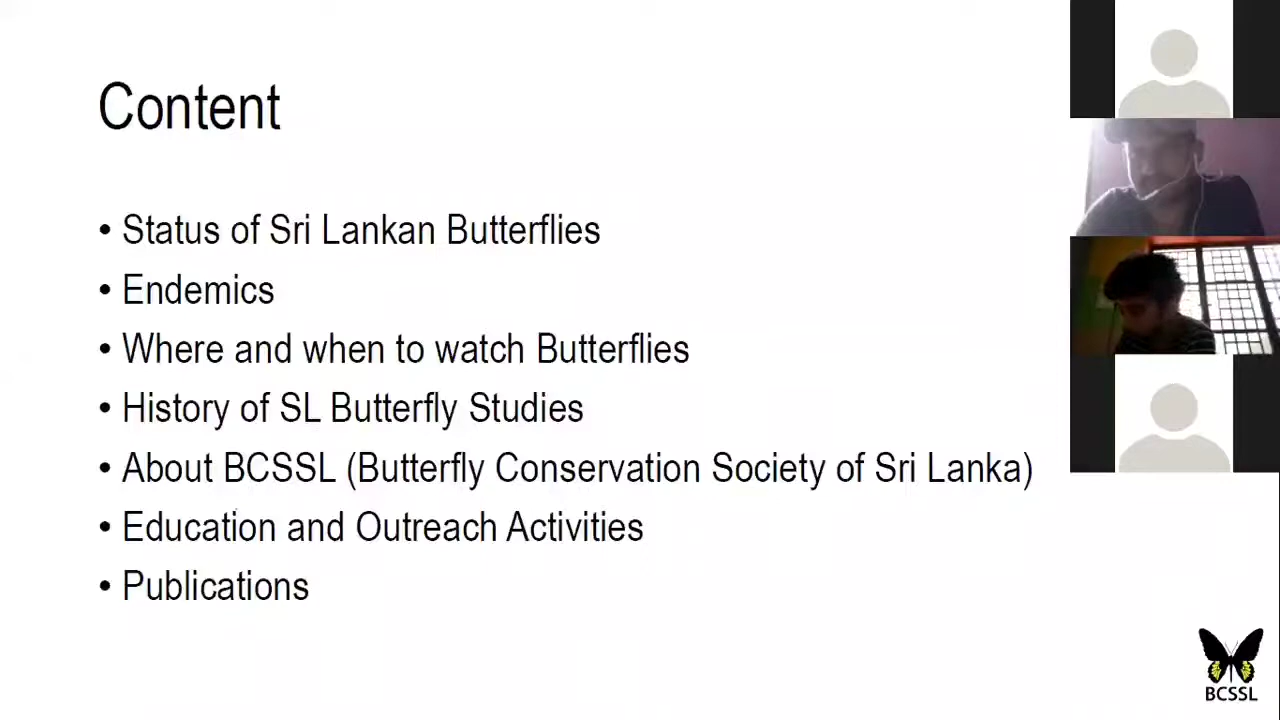 Content
• Status of Sri Lankan Butterflies
• Endemics
• Where and when to watch Butterflies
• History of SL Butterfly Studies
• About BCSSL (Butterfly Conservation Society of Sri Lanka)
• Education and Outreach Activities
• Publications
BCSSL